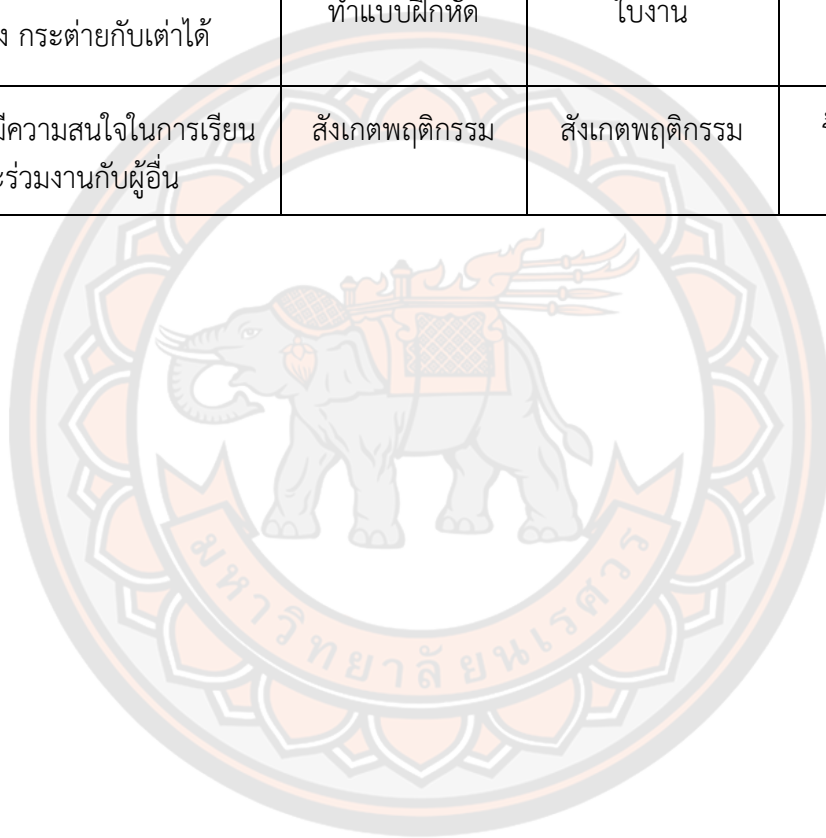 ทำแบบฝึกหัด ใบงาน
กระต่ายกับเต่าได้
มีความสนใจในการเรียน สังเกตพฤติกรรม สังเกตพฤติกรรม
ร่วมงานกับผู้อื่น
มหาวิทยาลัยนเรศวร